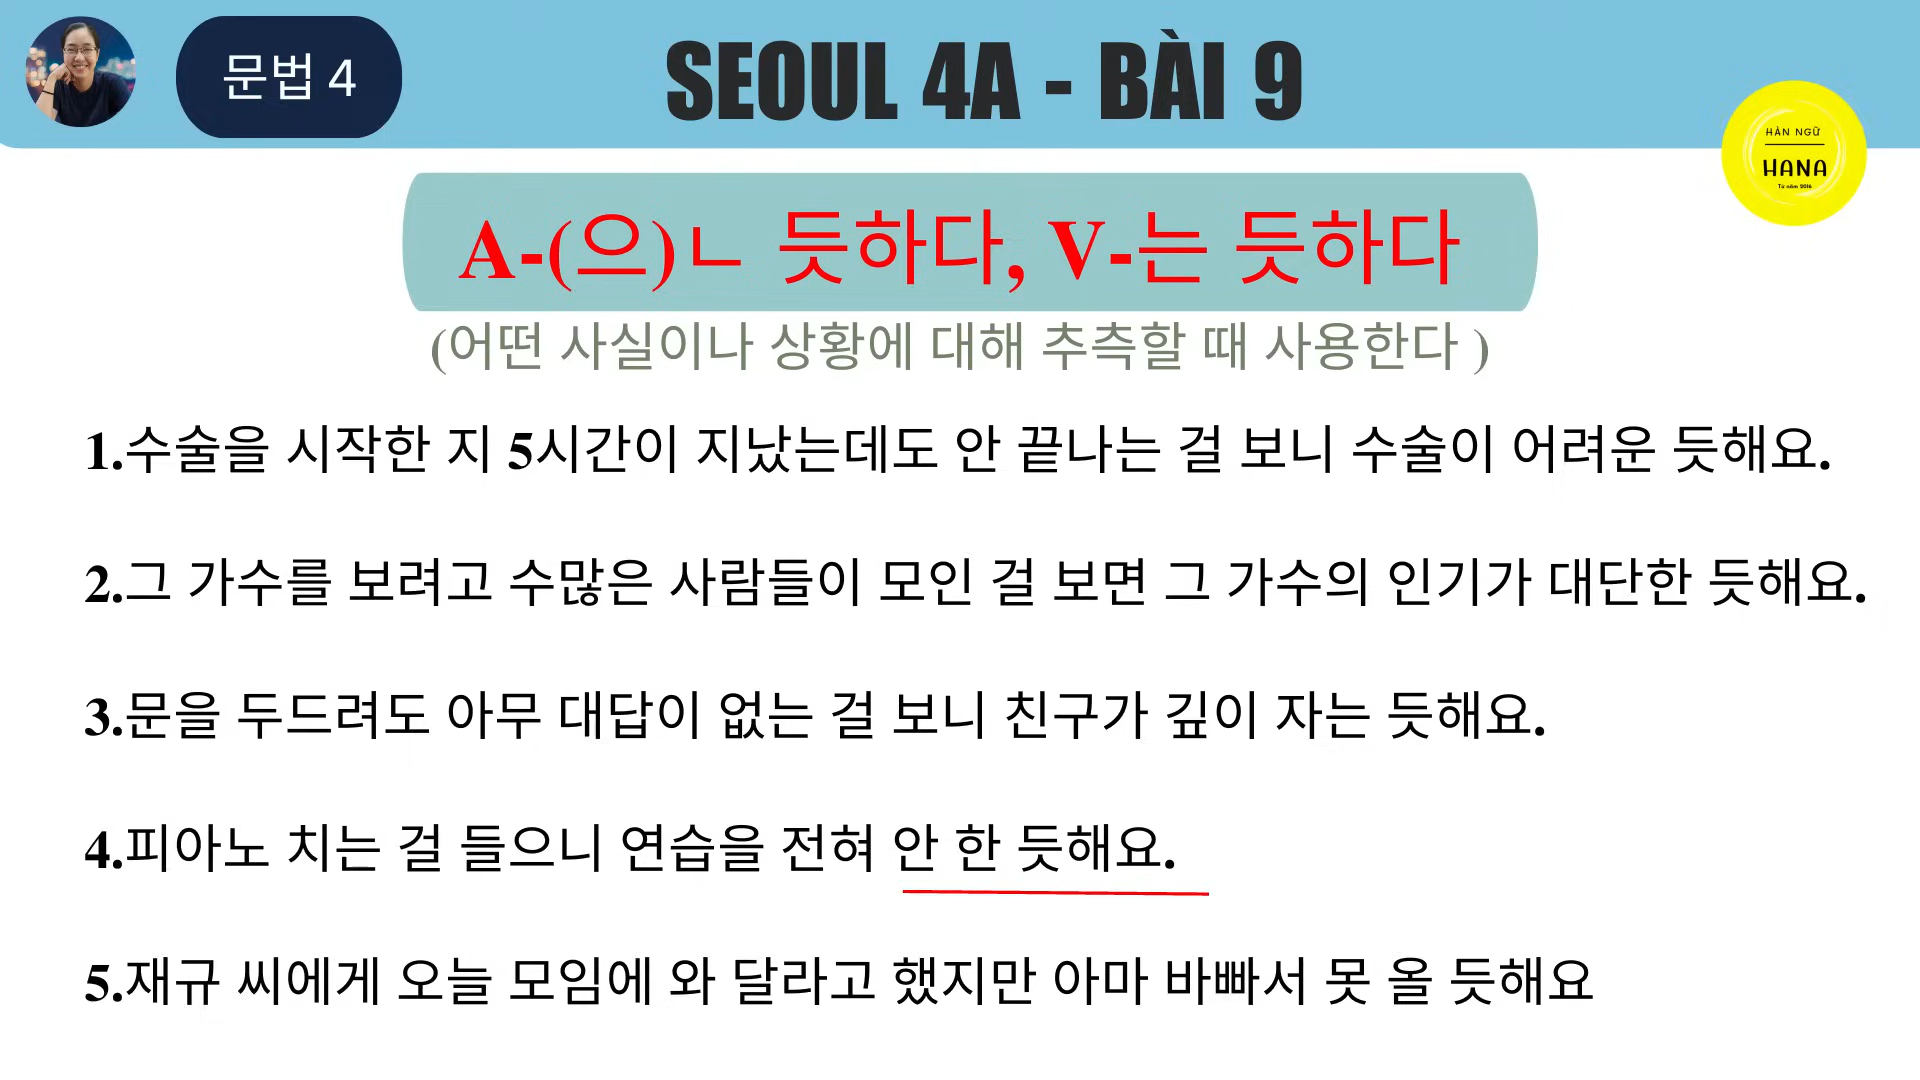 문법 4
SEOUL 4A - BÀI 9
HÀN NGỮ
HANA
Từ năm 2016
A-(으)ㄴ 듯하다, V-는 듯하다
(어떤 사실이나 상황에 대해 추측할 때 사용한다 )
1.수술을 시작한 지 5시간이 지났는데도 안 끝나는 걸 보니 수술이 어려운 듯해요.
2.그 가수를 보려고 수많은 사람들이 모인 걸 보면 그 가수의 인기가 대단한 듯해요.
3.문을 두드려도 아무 대답이 없는 걸 보니 친구가 깊이 자는 듯해요.
4.피아노 치는 걸 들으니 연습을 전혀 안 한 듯해요.
5.재규 씨에게 오늘 모임에 와 달라고 했지만 아마 바빠서 못 올 듯해요